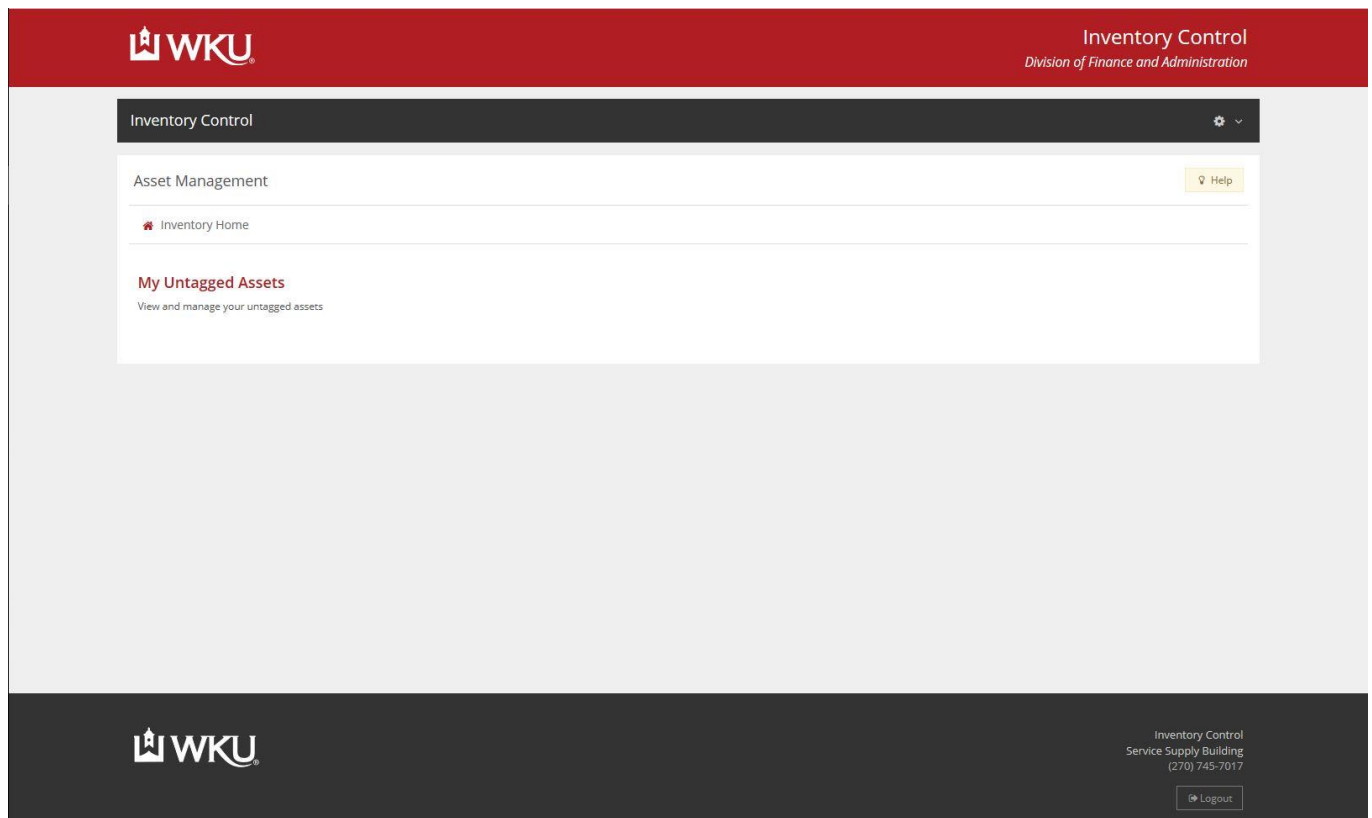 WKU
Inventory Control
Division of Finance and Administration
Inventory Control
Asset Management
Help
Inventory Home
My Untagged Assets
View and manage your untagged assets
WKU
Inventory Control
Service Supply Building
(270) 745-7017
Logout